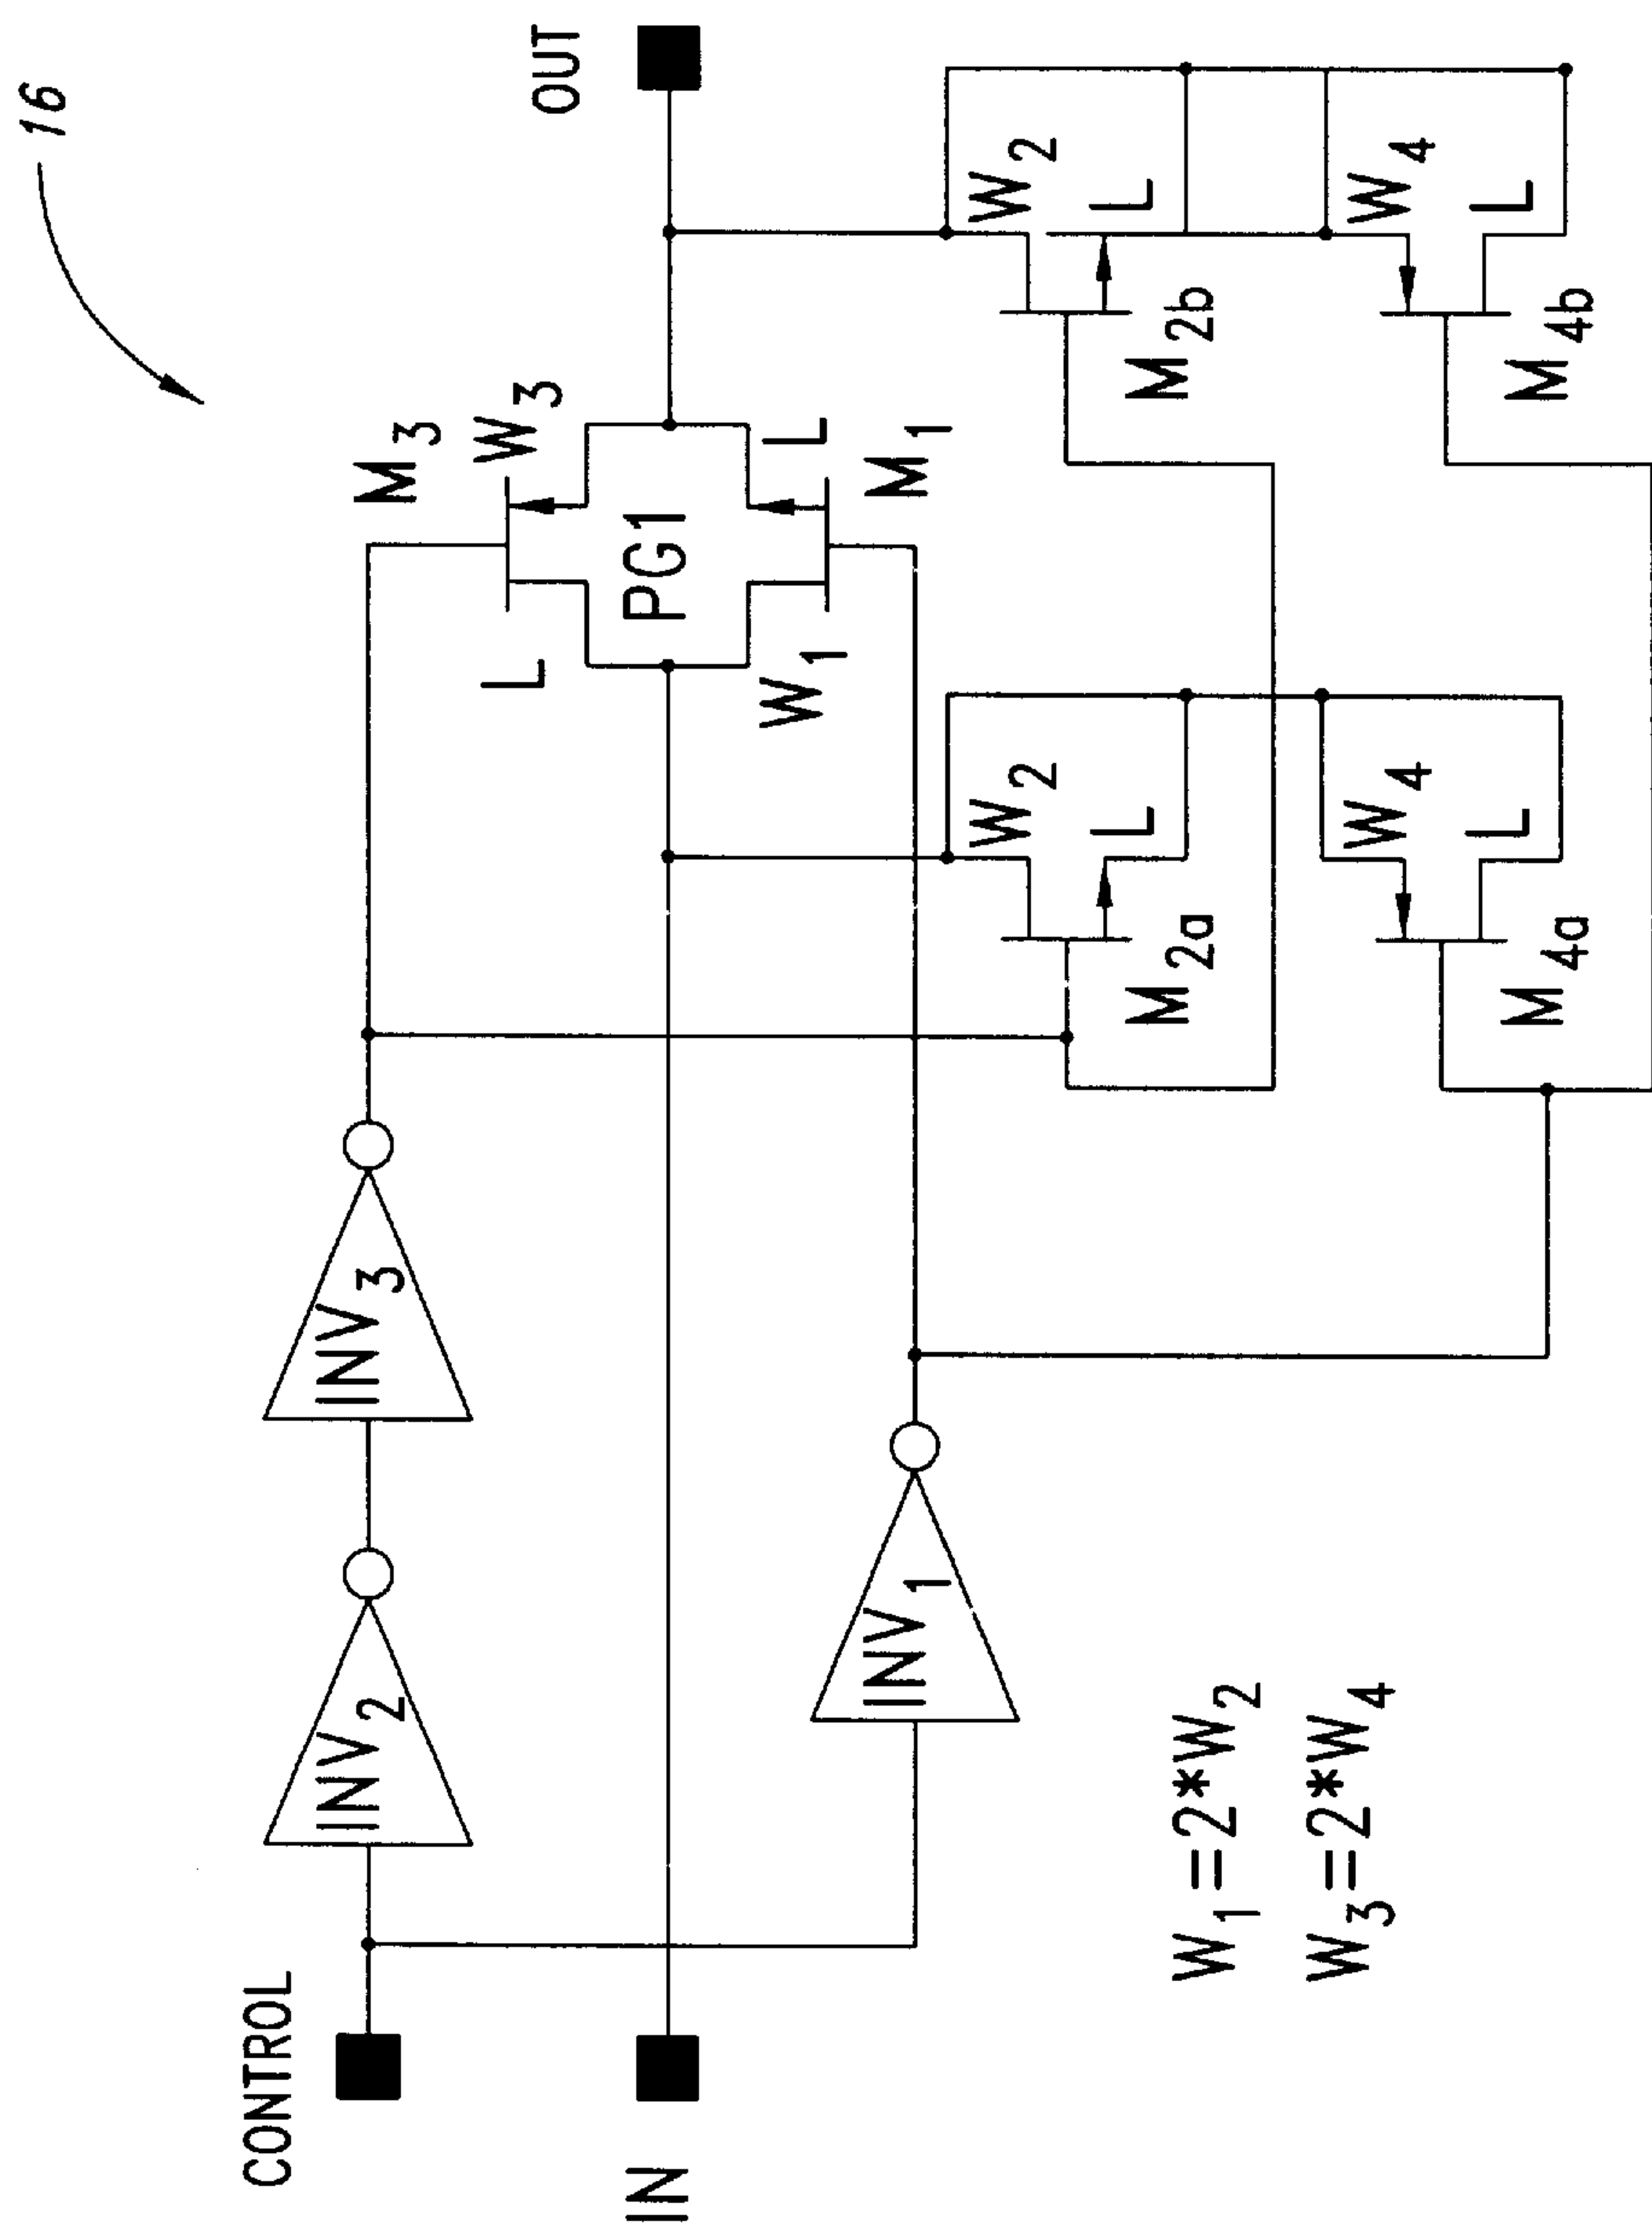 16
OUT
M3
W3
L
PG1
L
M1
W1
W2
L
M2b
W4
L
M4b
W2
L
M2a
W4
L
M4a
INV3
INV2
INV1
CONTROL
IN
W1=2*W2
W3=2*W4